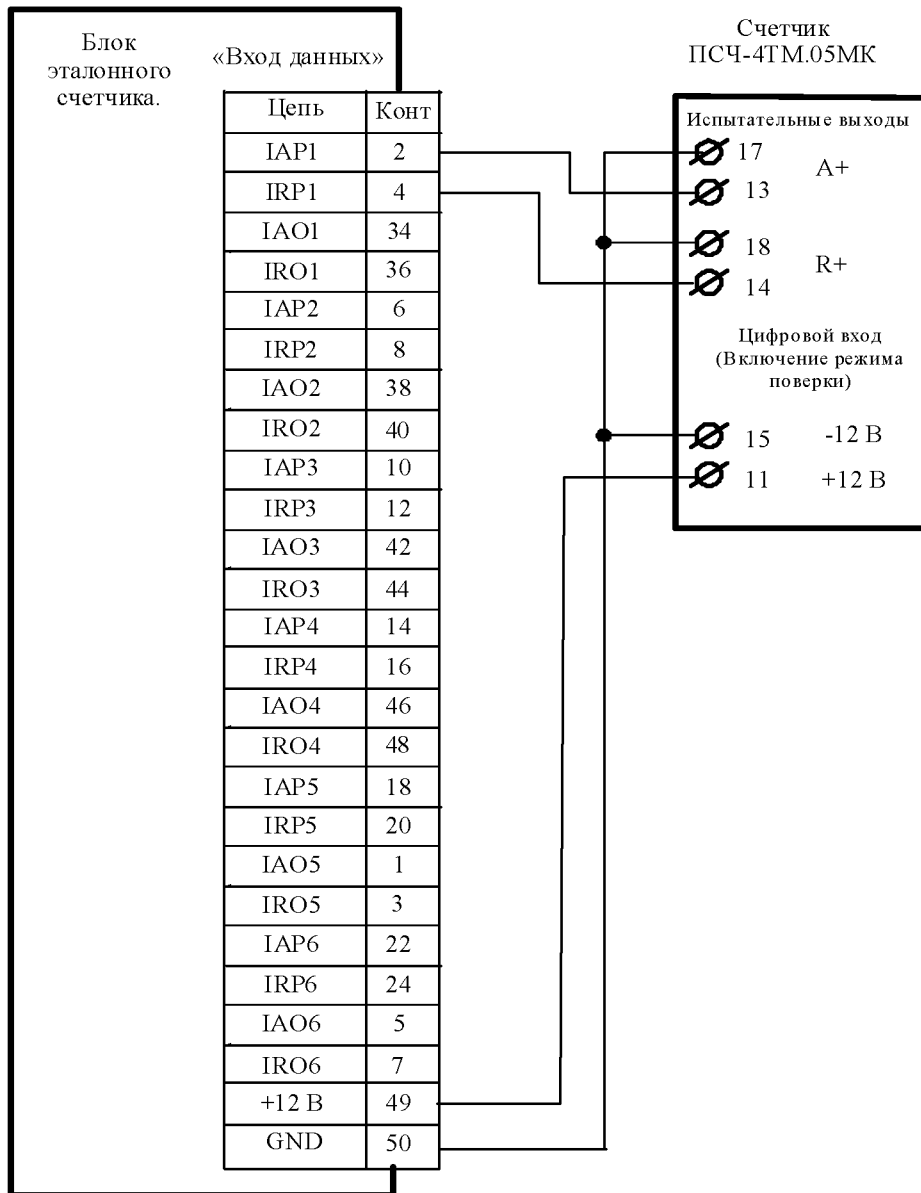 Блок
эталонного
счетчика.
«Вход данных»
Цепь Конт
IAP1 2
IRP1 4
IAO1 34
IRO1 36
IAP2 6
IRP2 8
IAO2 38
IRO2 40
IAP3 10
IRP3 12
IAO3 42
IRO3 44
IAP4 14
IRP4 16
IAO4 46
IRO4 48
IAP5 18
IRP5 20
IAO5 1
IRO5 3
IAP6 22
IRP6 24
IAO6 5
IRO6 7
+12 В 49
GND 50
Счетчик
ПСЧ-4ТМ.05МК
Испытательные выходы
17
A+
13
18
R+
14
Цифровой вход
(Включение режима
поверки)
15 -12 В
11 +12 В